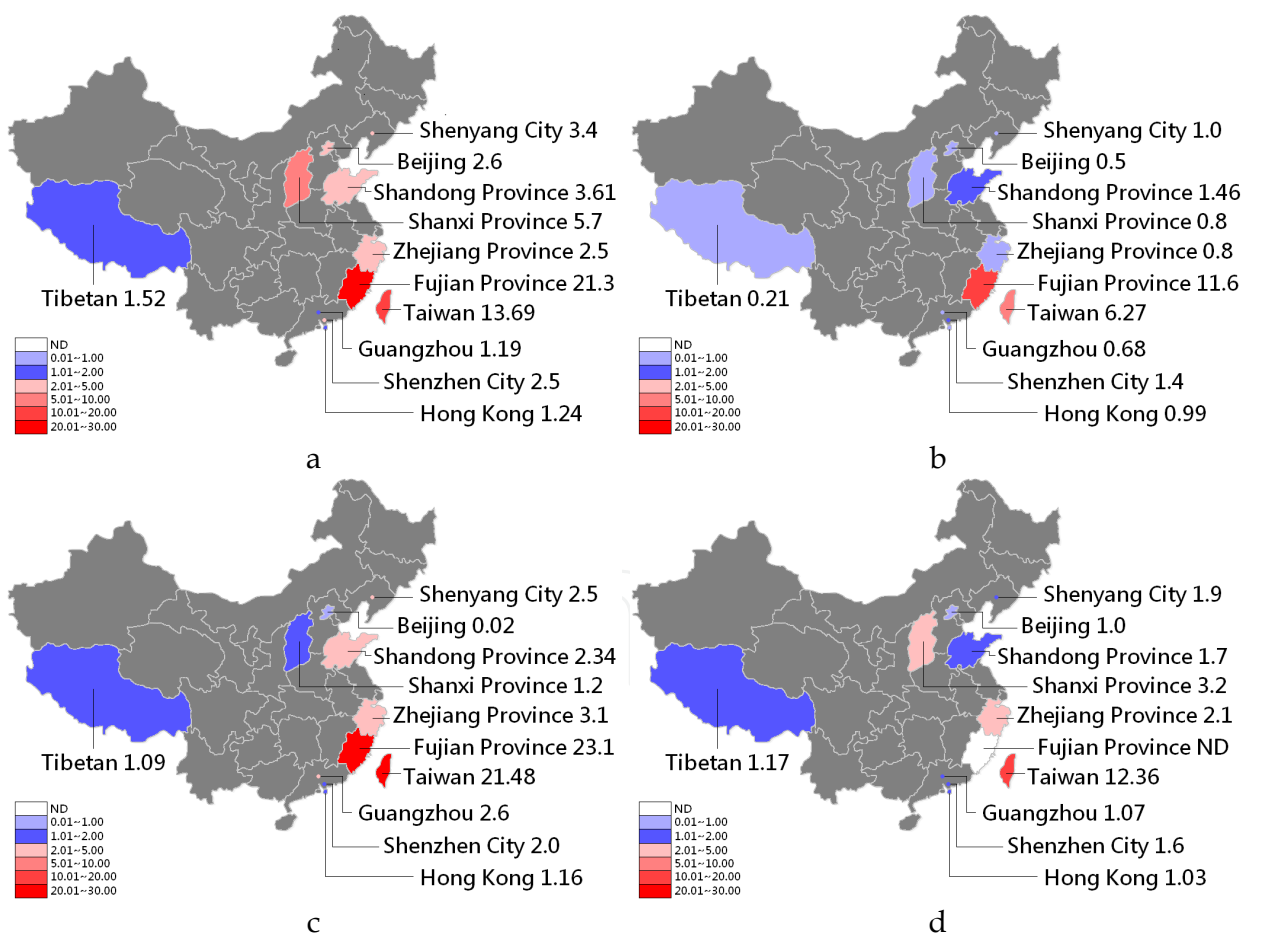 Shenyang City 3.4
Beijing 2.6
Shandong Province 3.61
Shanxi Province 5.7
Zhejiang Province 2.5
Fujian Province 21.3
Tibetan 1.52
Taiwan 13.69
Guangzhou 1.19
Shenzhen City 2.5
Hong Kong 1.24
ND
0.01~1.00
1.01~2.00
2.01~5.00
5.01~10.00
10.01~20.00
20.01~30.00
a
Shenyang City 1.0
Beijing 0.5
Shandong Province 1.46
Shanxi Province 0.8
Zhejiang Province 0.8
Fujian Province 11.6
Tibetan 0.21
Taiwan 6.27
Guangzhou 0.68
Shenzhen City 1.4
Hong Kong 0.99
ND
0.01~1.00
1.01~2.00
2.01~5.00
5.01~10.00
10.01~20.00
20.01~30.00
b
Shenyang City 2.5
Beijing 0.02
Shandong Province 2.34
Shanxi Province 1.2
Zhejiang Province 3.1
Fujian Province 23.1
Tibetan 1.09
Taiwan 21.48
Guangzhou 2.6
Shenzhen City 2.0
Hong Kong 1.16
ND
0.01~1.00
1.01~2.00
2.01~5.00
5.01~10.00
10.01~20.00
20.01~30.00
c
Shenyang City 1.9
Beijing 1.0
Shandong Province 1.7
Shanxi Province 3.2
Zhejiang Province 2.1
Fujian Province ND
Tibetan 1.17
Taiwan 12.36
Guangzhou 1.07
Shenzhen City 1.6
Hong Kong 1.03
ND
0.01~1.00
1.01~2.00
2.01~5.00
5.01~10.00
10.01~20.00
20.01~30.00
d